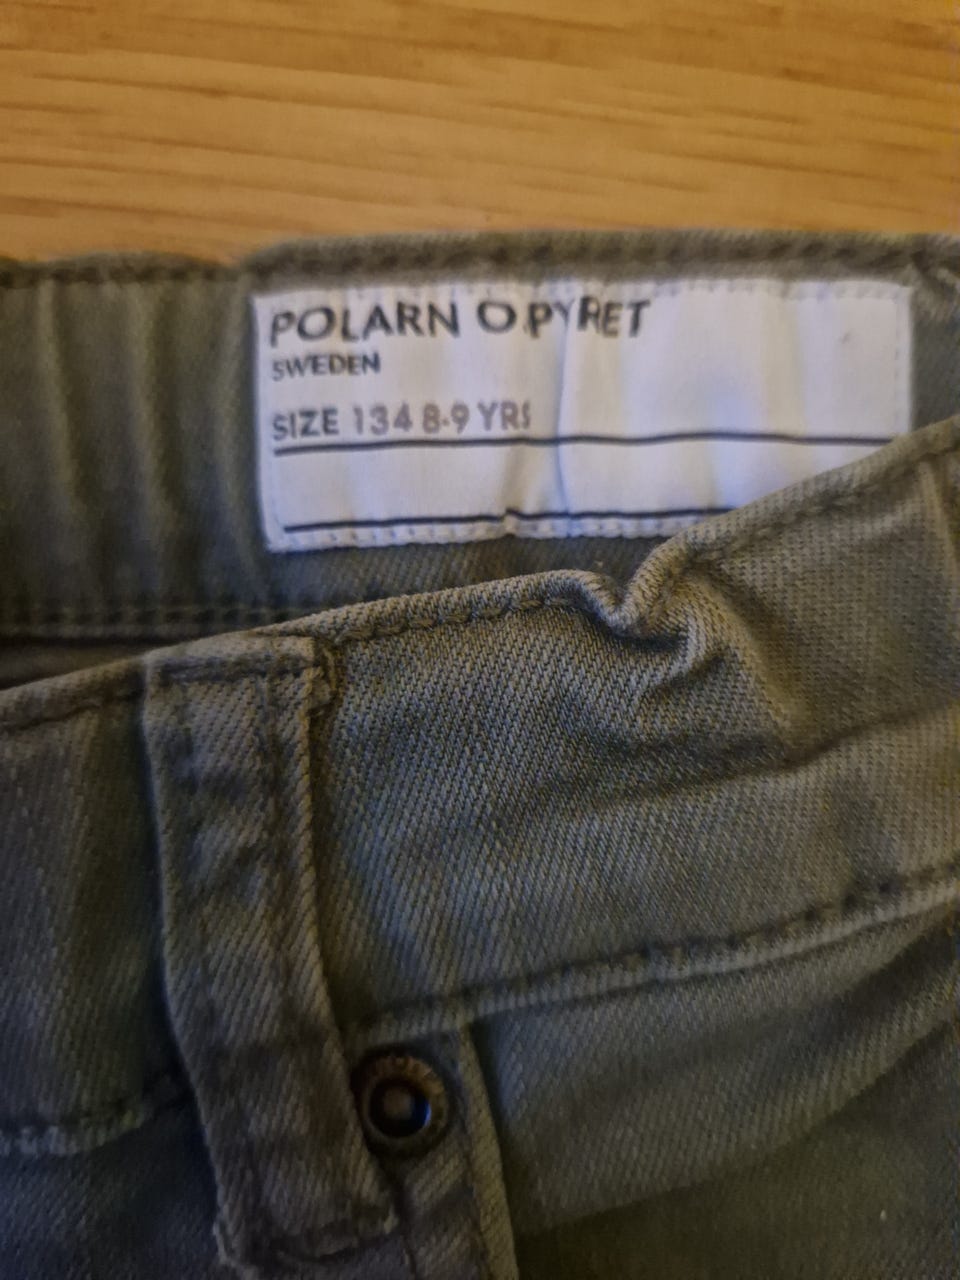 POLARN O.PYRET
SWEDEN
SIZE 134 8-9 YRS